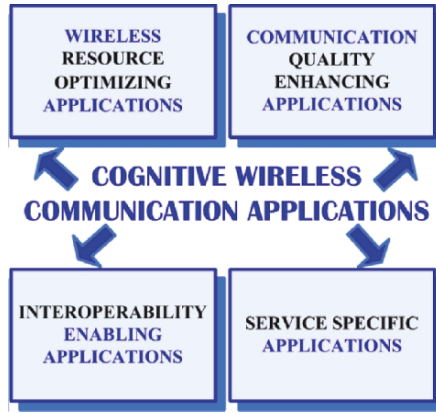 WIRELESS
RESOURCE
OPTIMIZING
APPLICATIONS
COMMUNICATION
QUALITY
ENHANCING
APPLICATIONS
COGNITIVE WIRELESS
COMMUNICATION APPLICATIONS
INTEROPERABILITY
ENABLING
APPLICATIONS
SERVICE SPECIFIC
APPLICATIONS